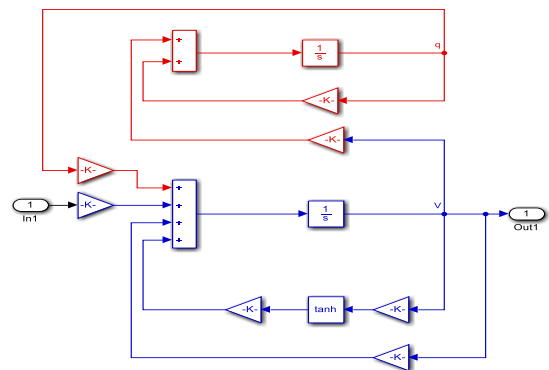 +
+
1
s
q
-K-
-K-
-K-
1
In1
-K-
+
+
+
+
1
s
V
1
Out1
-K-
tanh
-K-
-K-